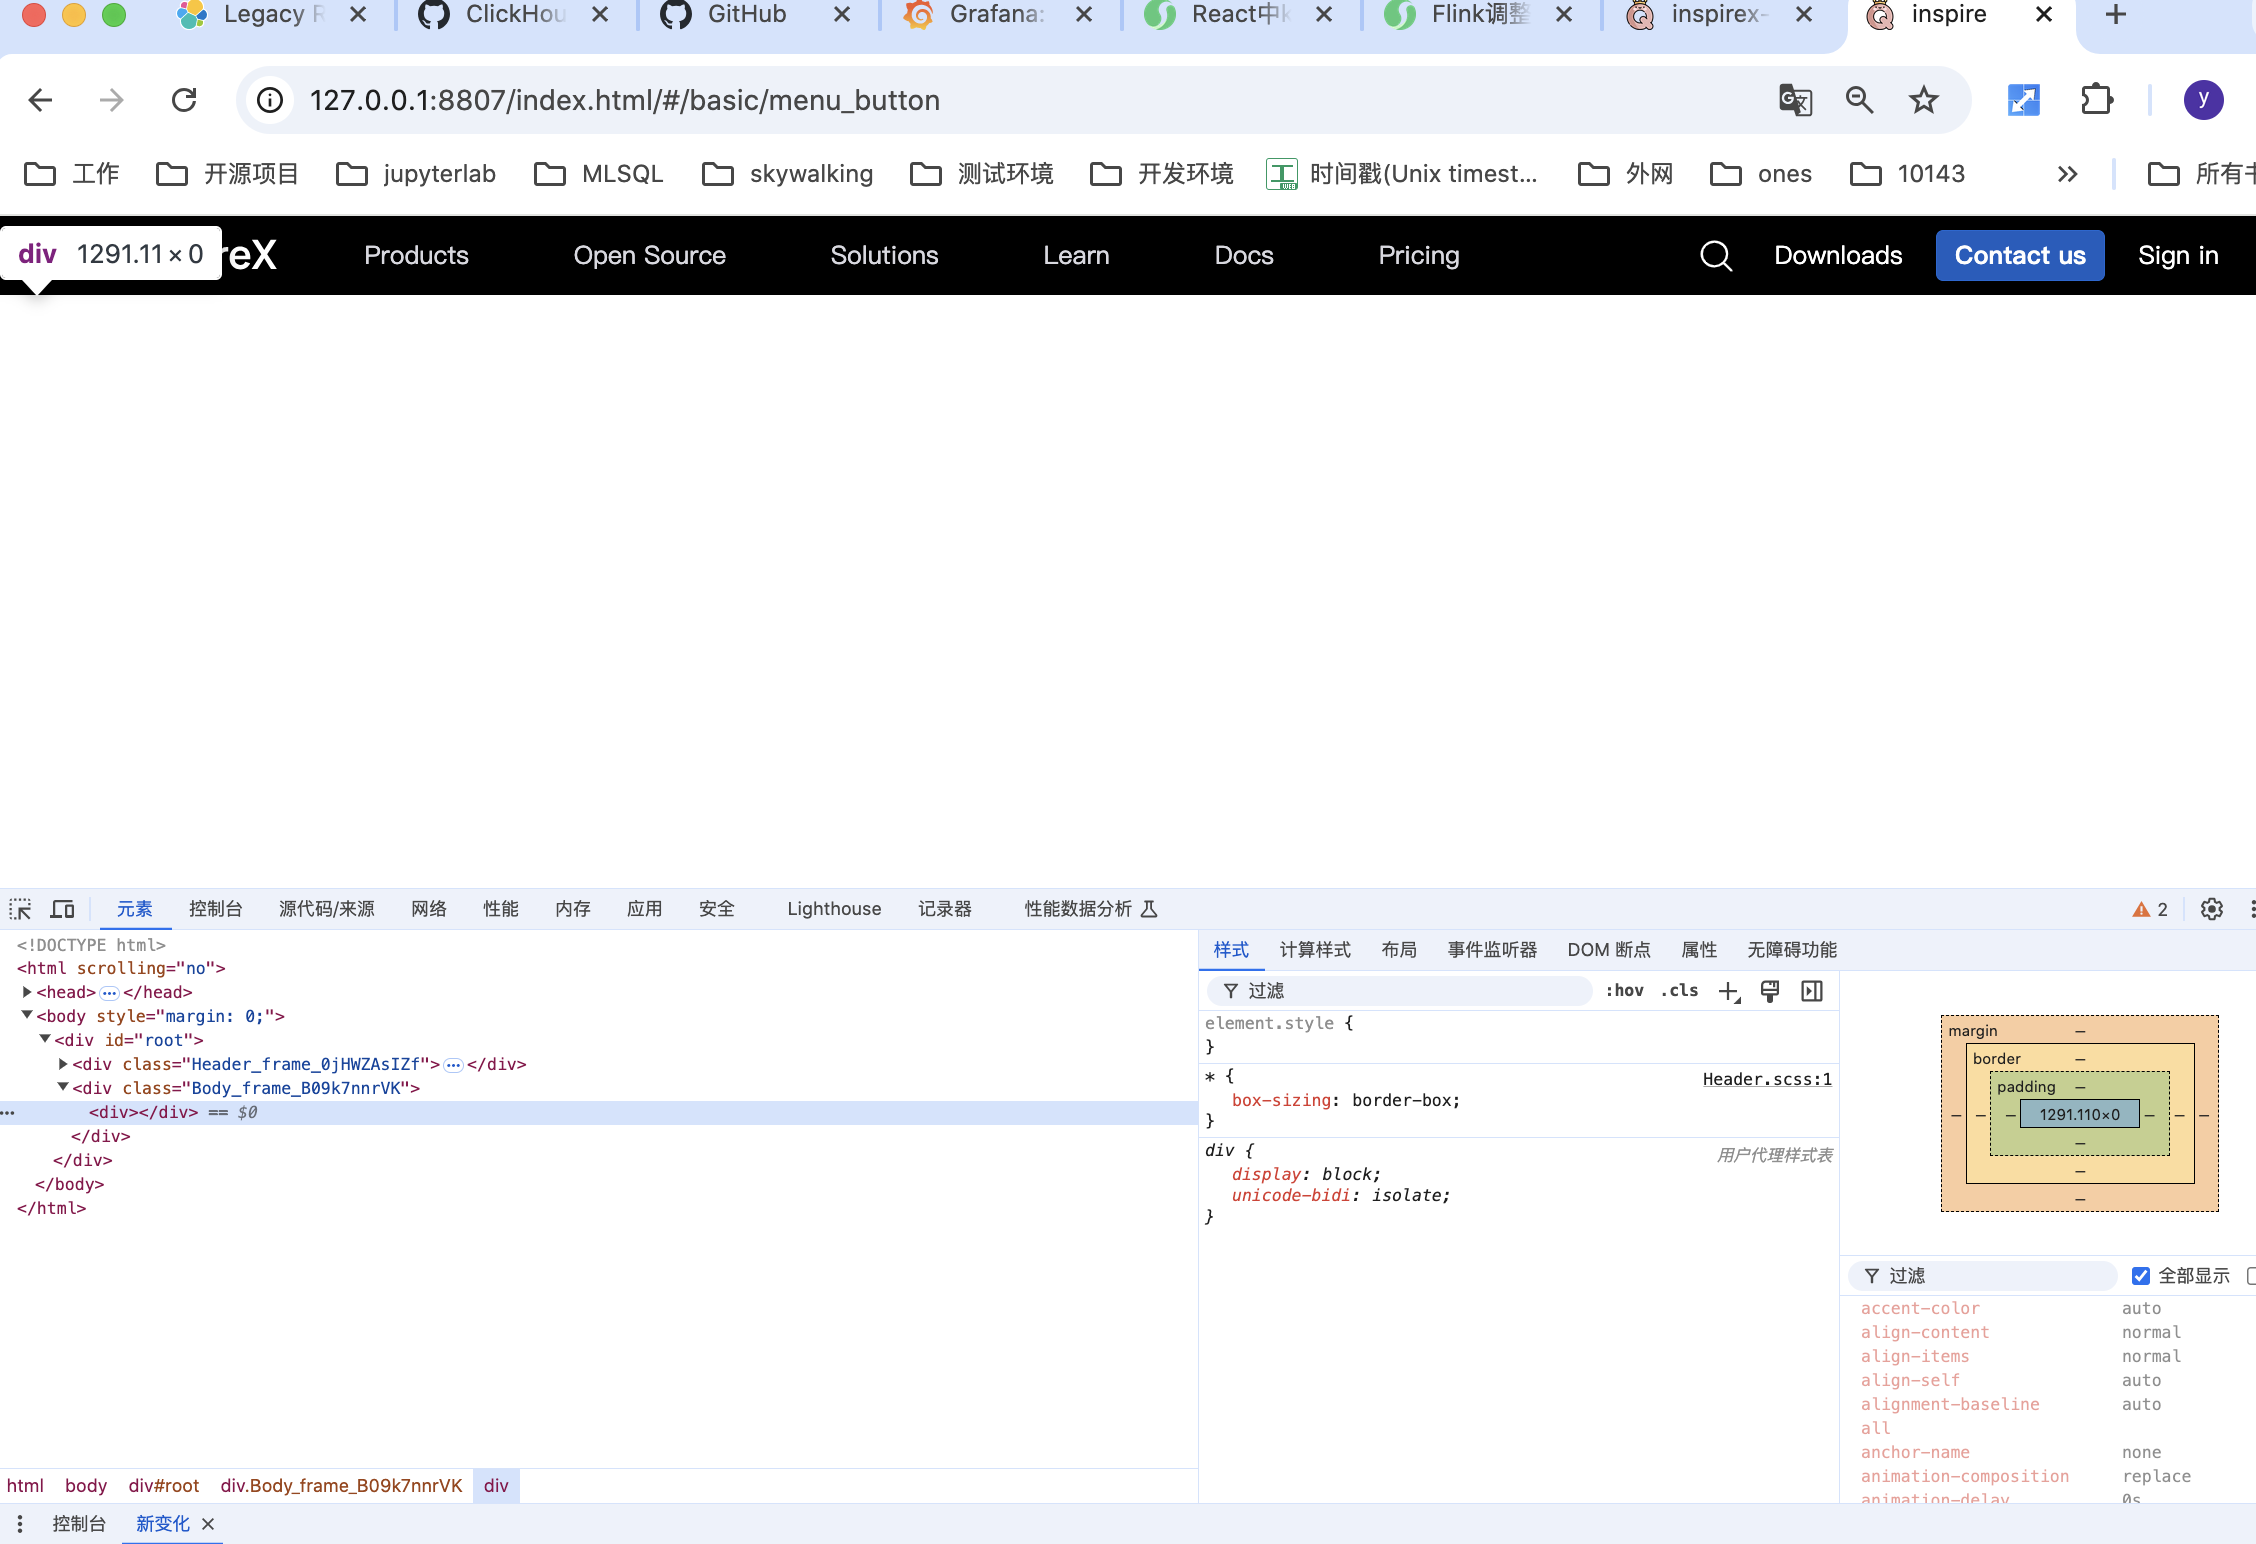 Legacy R
ClickHou
GitHub
Grafana:
React中k
Flink调整
inspirex-
inspire
127.0.0.1:8807/index.html/#/basic/menu_button
y
工作
开源项目
jupyterlab
MLSQL
skywalking
测试环境
开发环境
时间戳(Unix timest...
外网
ones
10143
所有书
div 1291.11 × 0
reX
Products
Open Source
Solutions
Learn
Docs
Pricing
Downloads
Contact us
Sign in
元素
控制台
源代码/来源
网络
性能
内存
应用
安全
Lighthouse
记录器
性能数据分析
2
<!DOCTYPE html>
<html scrolling="no">
<head>…</head>
<body style="margin: 0;">
<div id="root">
<div class="Header_frame_0jHWZAsIZf">…</div>
<div class="Body_frame_B09k7nnrVK">
<div></div> == $0
</div>
</div>
</body>
</html>
html body div#root div.Body_frame_B09k7nnrVK div
样式
计算样式
布局
事件监听器
DOM 断点
属性
无障碍功能
过滤
:hov .cls
element.style {
}
* {
Header.scss:1
box-sizing: border-box;
}
div {
用户代理样式表
display: block;
unicode-bidi: isolate;
}
margin –
border –
padding –
– – – 1291.110×0 – – –
–
–
–
过滤
全部显示
accent-color auto
align-content normal
align-items normal
align-self auto
alignment-baseline auto
all
anchor-name none
animation-composition replace
animation-delay 0s
控制台
新变化